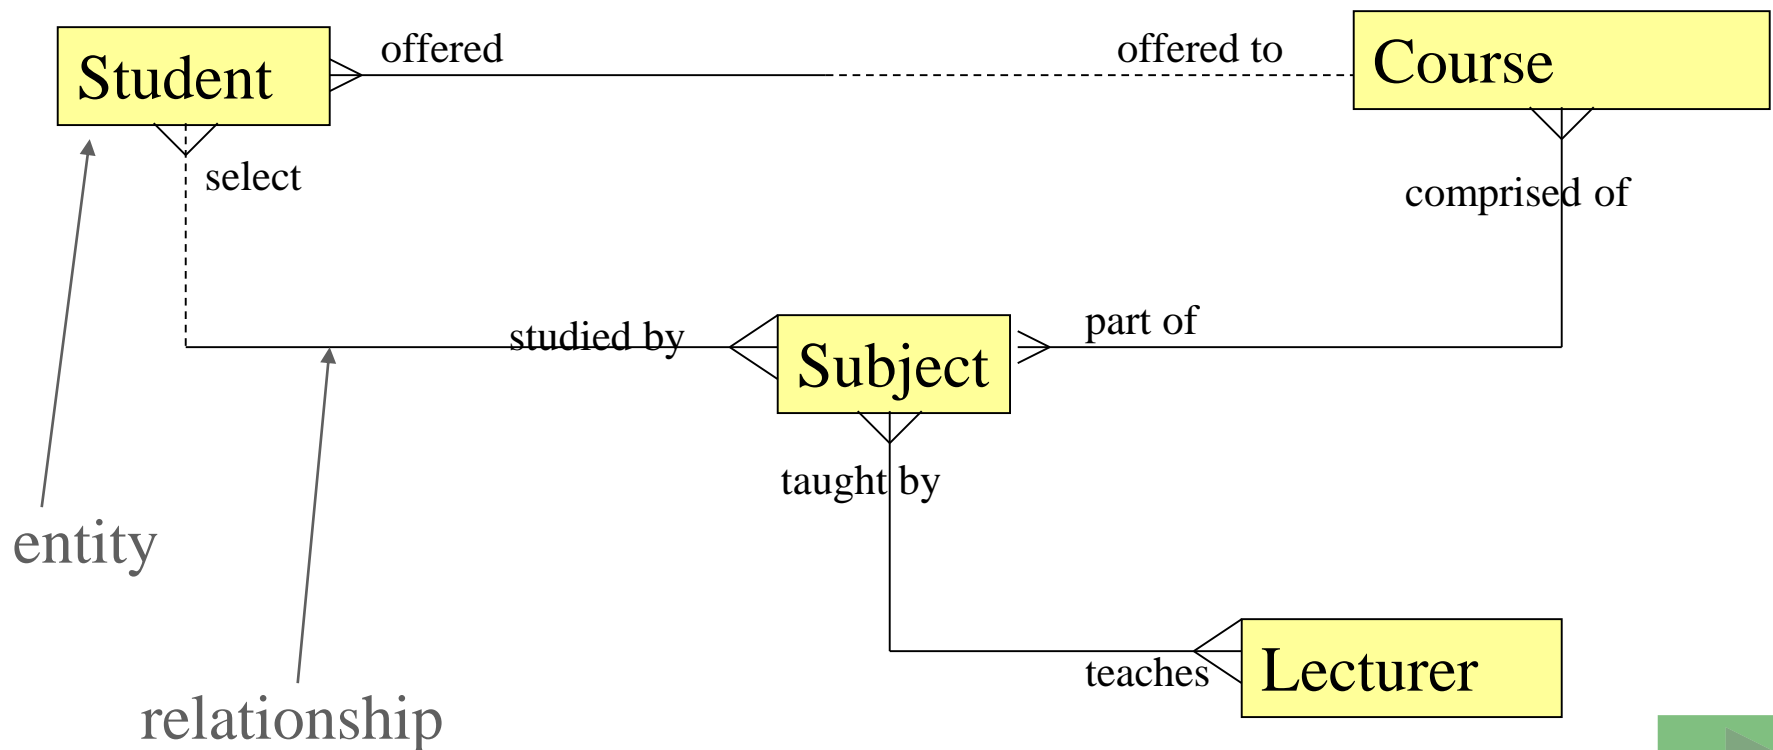 offered
offered to
Student
Course
select
comprised of
studied by
part of
Subject
taught by
entity
teaches
Lecturer
relationship